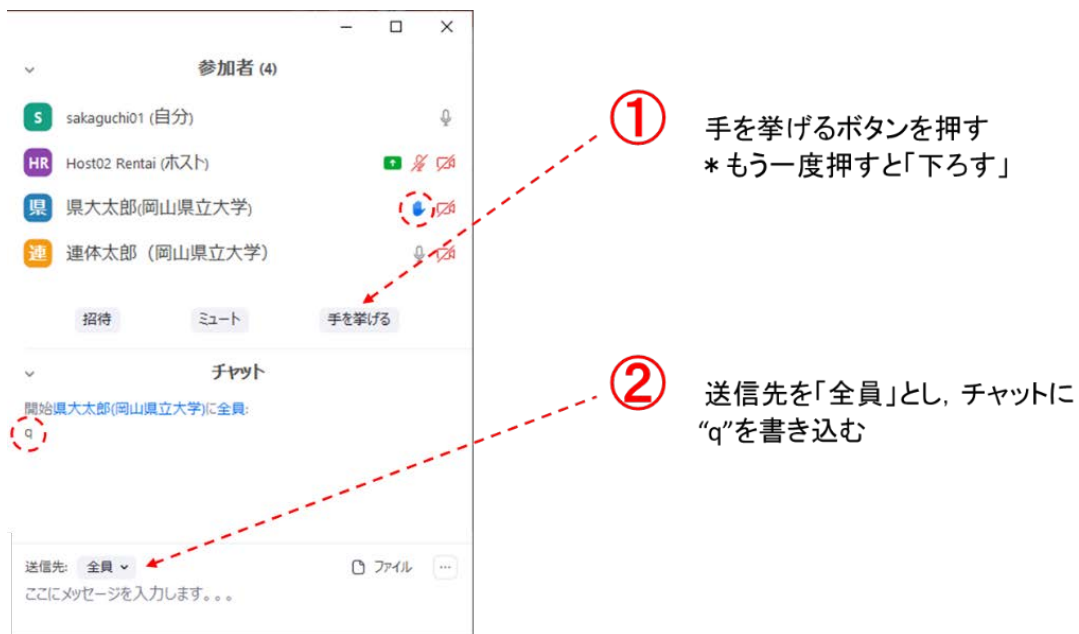 参加者 (4)
S sakaguchi01 (自分)
HR Host02 Rentai (ホスト)
県 県大太郎(岡山県立大学)
連 連体太郎（岡山県立大学）
招待 ミュート 手を挙げる
チャット
開始県大太郎(岡山県立大学)に全員:
q
送信先: 全員 ファイル ...
ここにメッセージを入力します。。。
① 手を挙げるボタンを押す
＊もう一度押すと「下ろす」
② 送信先を「全員」とし，チャットに
“q”を書き込む